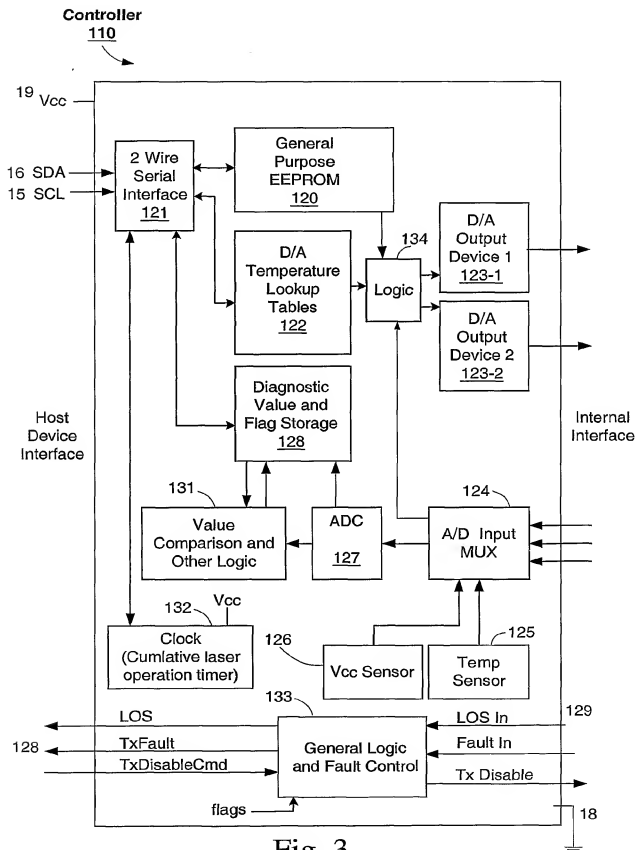 Controller
110
19 Vcc
16 SDA
15 SCL
2 Wire
Serial
Interface
121
General
Purpose
EEPROM
120
D/A
Temperature
Lookup
Tables
122
134
Logic
D/A
Output
Device 1
123-1
D/A
Output
Device 2
123-2
Diagnostic
Value and
Flag Storage
128
Host
Device
Interface
Internal
Interface
131
Value
Comparison and
Other Logic
ADC
127
124
A/D Input
MUX
132
Vcc
Clock
(Cumlative laser
operation timer)
126
Vcc Sensor
125
Temp
Sensor
133
General Logic
and Fault Control
LOS
128
TxFault
TxDisableCmd
LOS In
129
Fault In
Tx Disable
flags
18
Fig. 3